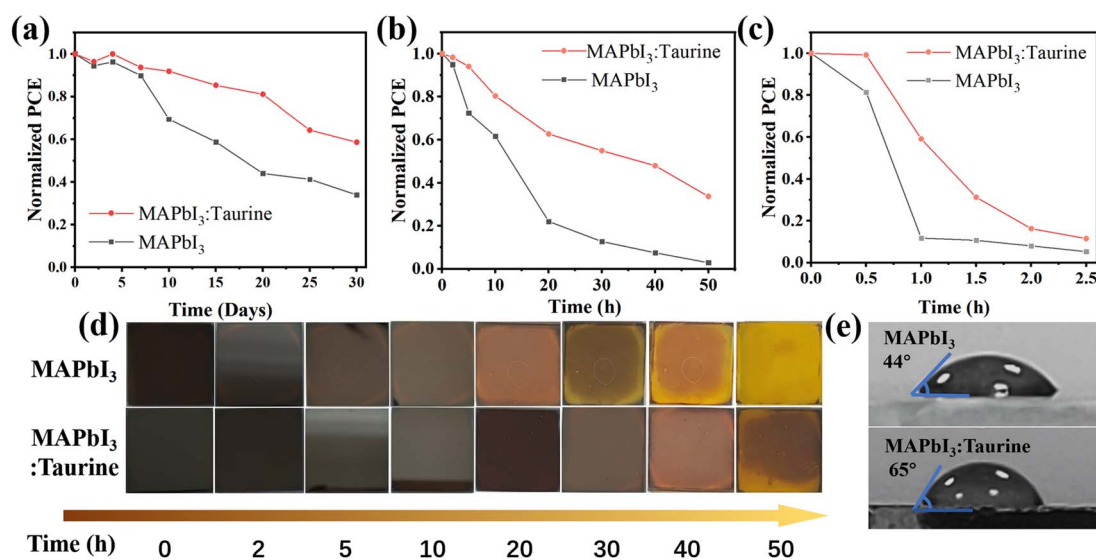 (a)
Normalized PCE
1.0
0.8
0.6
0.4
0.2
0.0
MAPbI₃:Taurine
MAPbI₃
0 5 10 15 20 25 30
Time (Days)
(b)
Normalized PCE
1.0
0.8
0.6
0.4
0.2
0.0
MAPbI₃:Taurine
MAPbI₃
0 10 20 30 40 50
Time (h)
(c)
Normalized PCE
1.0
0.8
0.6
0.4
0.2
0.0
MAPbI₃:Taurine
MAPbI₃
0.0 0.5 1.0 1.5 2.0 2.5
Time (h)
(d)
MAPbI₃
MAPbI₃
:Taurine
Time (h) 0 2 5 10 20 30 40 50
(e)
MAPbI₃
44°
MAPbI₃:Taurine
65°